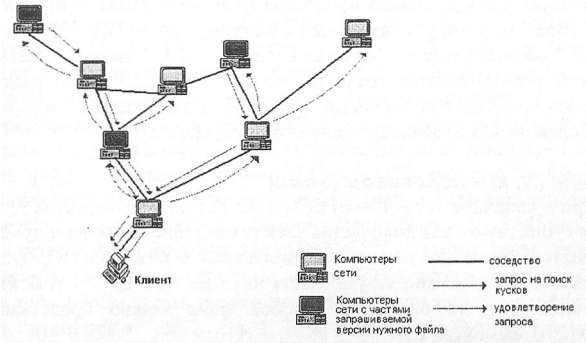 Клиент
Компьютеры
сети
Компьютеры
сети с частями
запрашиваемой
версии нужного файла
соседство
запрос на поиск
кусков
удовлетворение
запроса